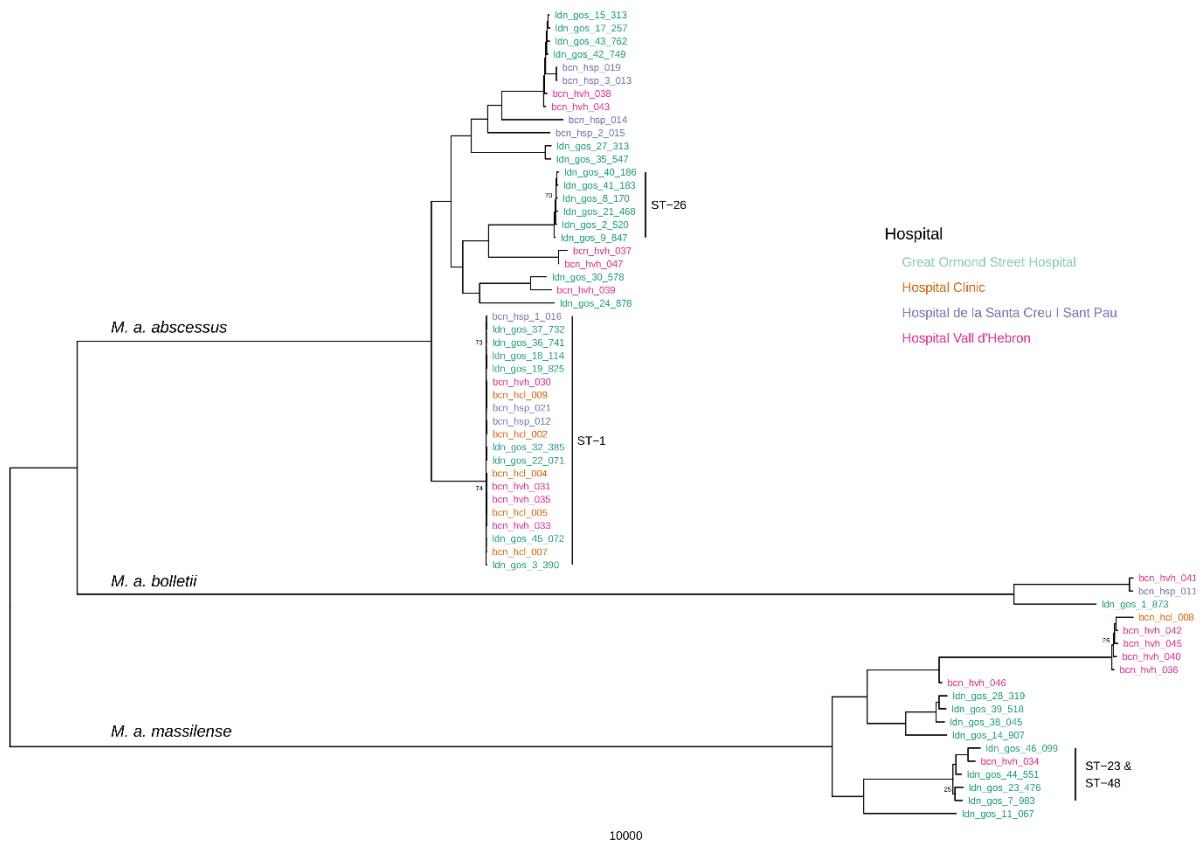 ldn_gos_15_313
ldn_gos_17_257
ldn_gos_43_762
ldn_gos_42_749
bcn_hsp_019
bcn_hsp_3_013
bcn_hvh_038
bcn_hvh_043
bcn_hsp_014
bcn_hsp_2_015
ldn_gos_27_313
ldn_gos_35_547
ldn_gos_40_186
ldn_gos_41_183
70
ldn_gos_8_170
ST−26
ldn_gos_21_468
ldn_gos_2_520
ldn_gos_9_847
Hospital
bcn_hvh_037
bcn_hvh_047
Great Ormond Street Hospital
ldn_gos_30_578
Hospital Clinic
bcn_hvh_039
ldn_gos_24_878
Hospital de la Santa Creu I Sant Pau
bcn_hsp_1_016
M. a. abscessus
ldn_gos_37_732
Hospital Vall d'Hebron
73
ldn_gos_36_741
ldn_gos_18_114
ldn_gos_19_825
bcn_hvh_030
bcn_hcl_009
bcn_hsp_021
bcn_hsp_012
bcn_hcl_002
ST−1
ldn_gos_32_385
ldn_gos_22_071
bcn_hcl_004
74
bcn_hvh_031
bcn_hvh_035
bcn_hcl_005
bcn_hvh_033
ldn_gos_45_072
bcn_hcl_007
ldn_gos_3_390
M. a. bolletii
bcn_hvh_041
bcn_hsp_011
ldn_gos_1_873
bcn_hcl_008
bcn_hvh_042
25
bcn_hvh_045
bcn_hvh_040
bcn_hvh_036
bcn_hvh_046
ldn_gos_28_319
ldn_gos_39_518
ldn_gos_38_045
M. a. massilense
ldn_gos_14_907
ldn_gos_46_099
bcn_hvh_034
ST−23 &
ldn_gos_44_551
ST−48
25
ldn_gos_23_476
ldn_gos_7_983
ldn_gos_11_067
10000